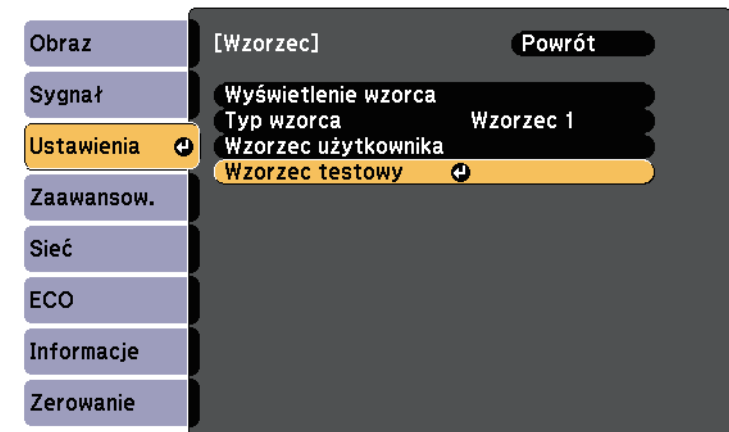 Obraz
Sygnał
Ustawienia
Zaawansow.
Sieć
ECO
Informacje
Zerowanie
[Wzorzec] Powrót
Wyświetlenie wzorca
Typ wzorca Wzorzec 1
Wzorzec użytkownika
Wzorzec testowy